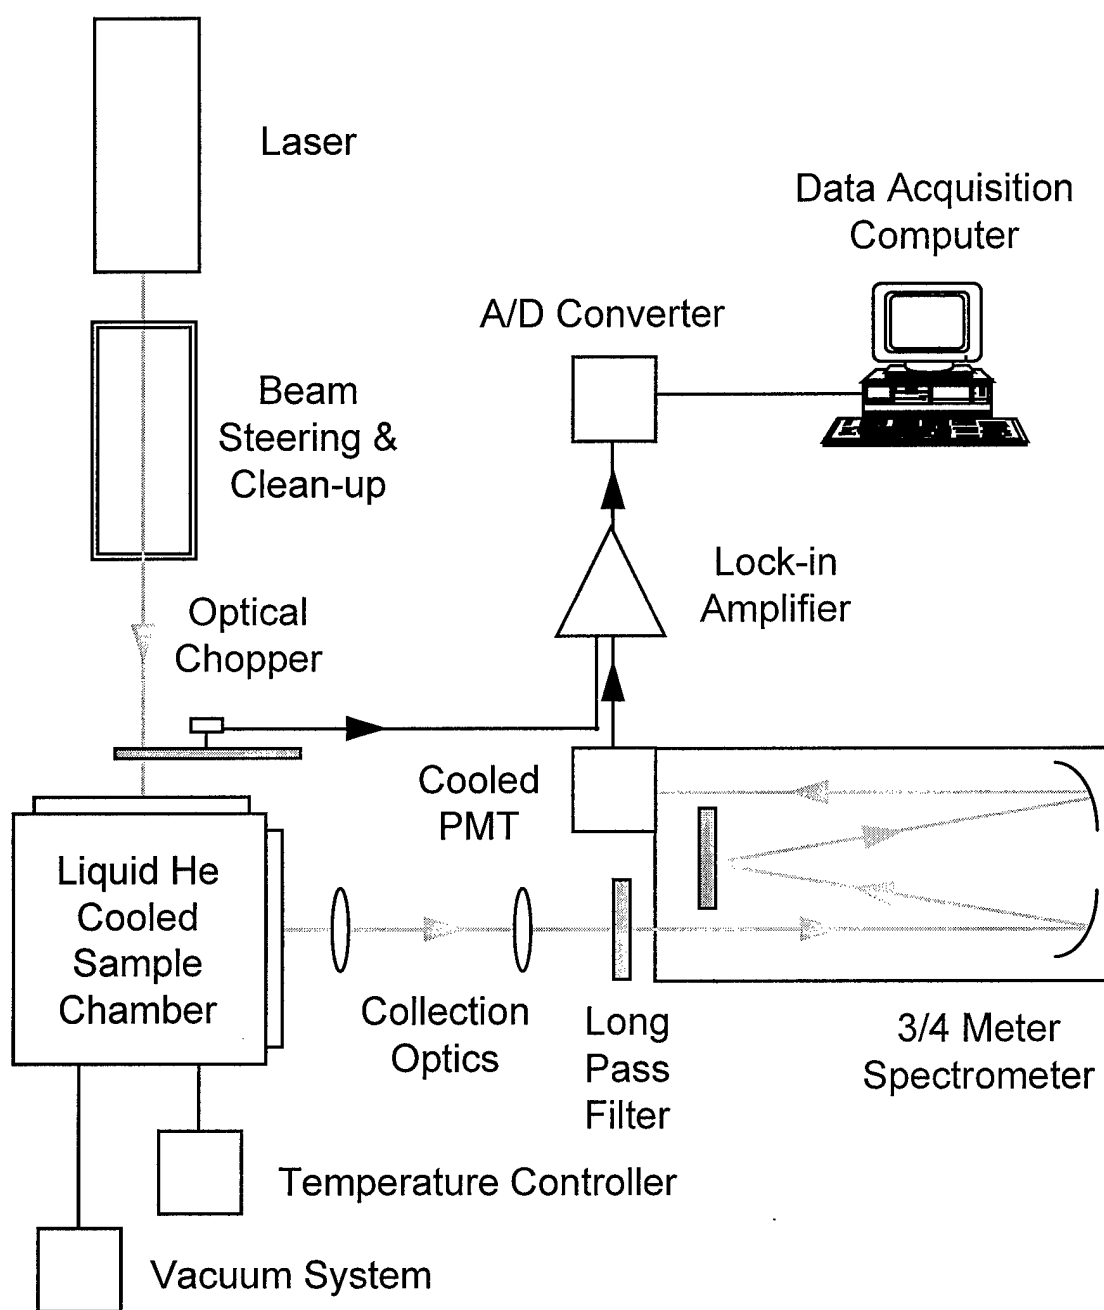 Laser
Data Acquisition
Computer
A/D Converter
Beam
Steering &
Clean-up
Lock-in
Amplifier
Optical
Chopper
Cooled
PMT
Liquid He
Cooled
Sample
Chamber
Collection
Optics
Long
Pass
Filter
3/4 Meter
Spectrometer
Temperature Controller
Vacuum System